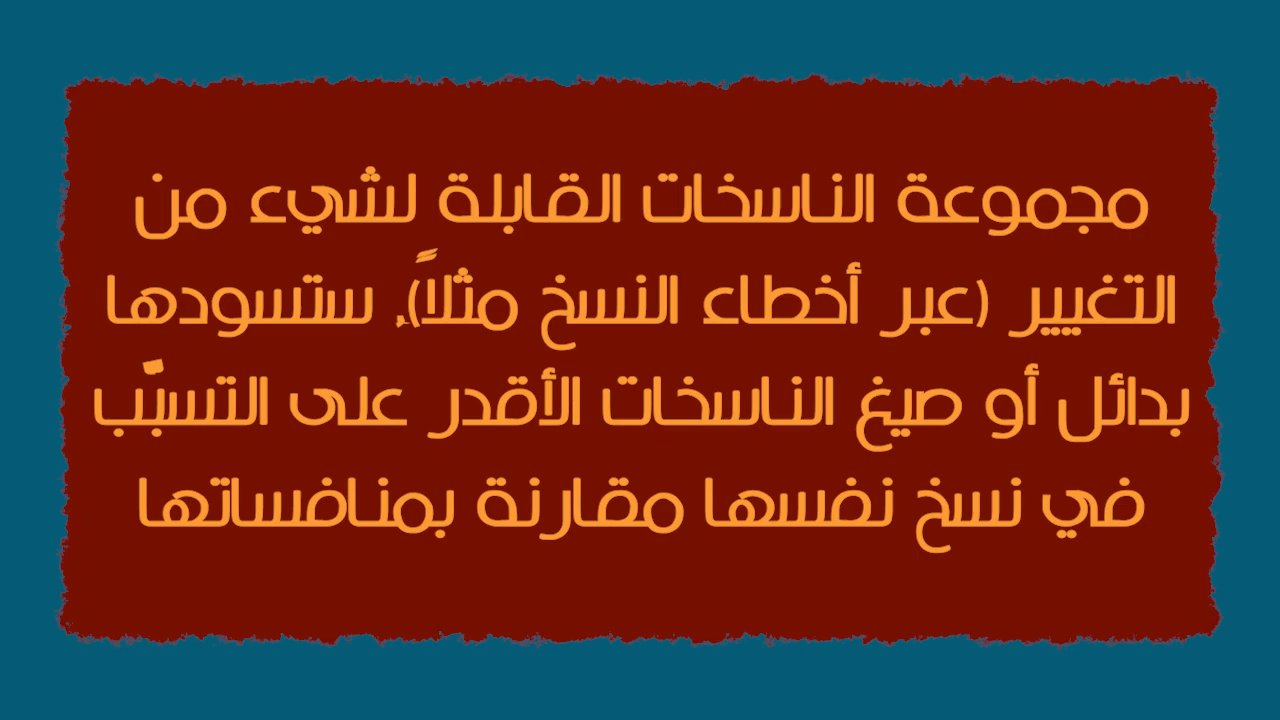 مجموعة الناسخات القابلة لشيء من
التغيير (عبر أخطاء النسخ مثلاً)، ستسودها
بدائل أو صيغ الناسخات الأقدر على التسبّب
في نسخ نفسها مقارنة بمنافساتها